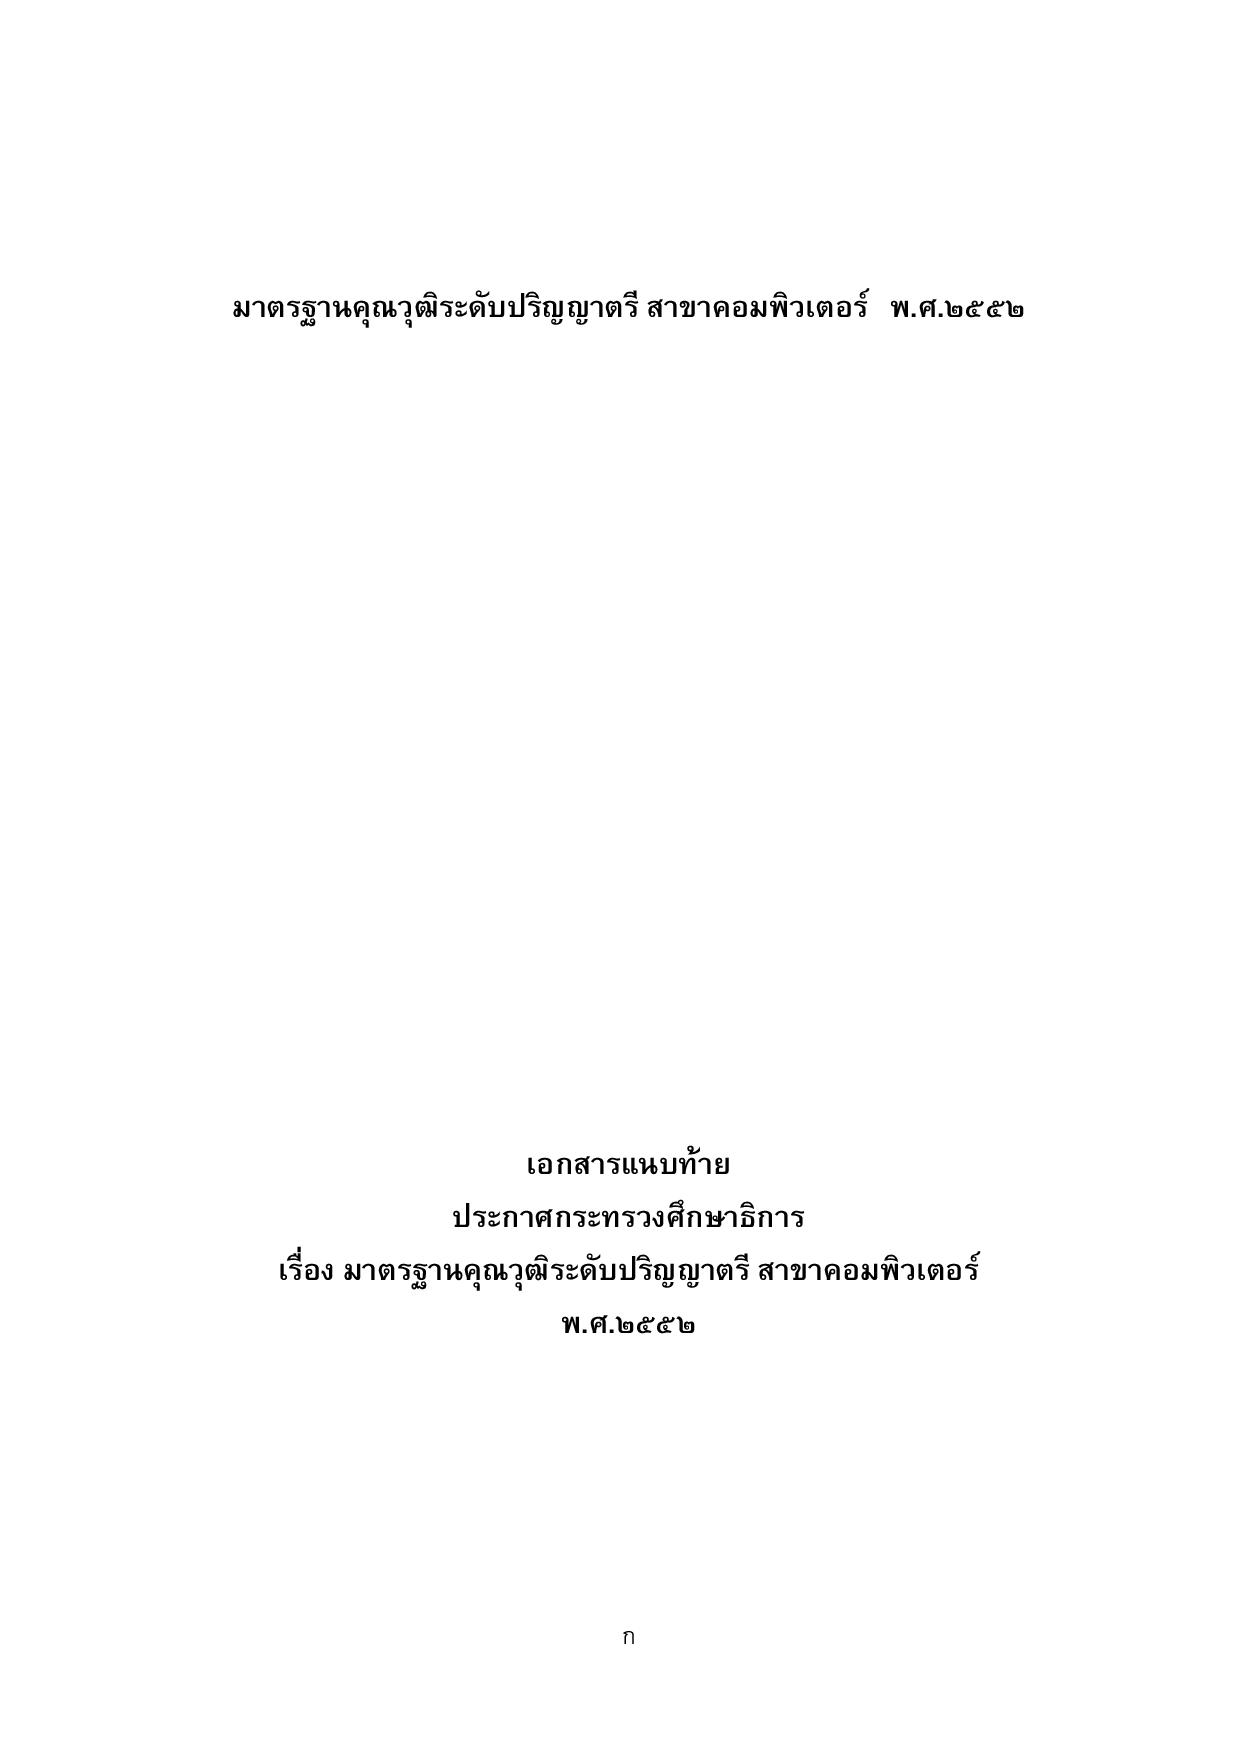 มาตรฐานคุณวุฒิระดับปริญญาตรี สาขาคอมพิวเตอร์ พ.ศ.๒๕๕๒
เอกสารแนบท้าย
ประกาศกระทรวงศึกษาธิการ
เรื่อง มาตรฐานคุณวุฒิระดับปริญญาตรี สาขาคอมพิวเตอร์
พ.ศ.๒๕๕๒
ก